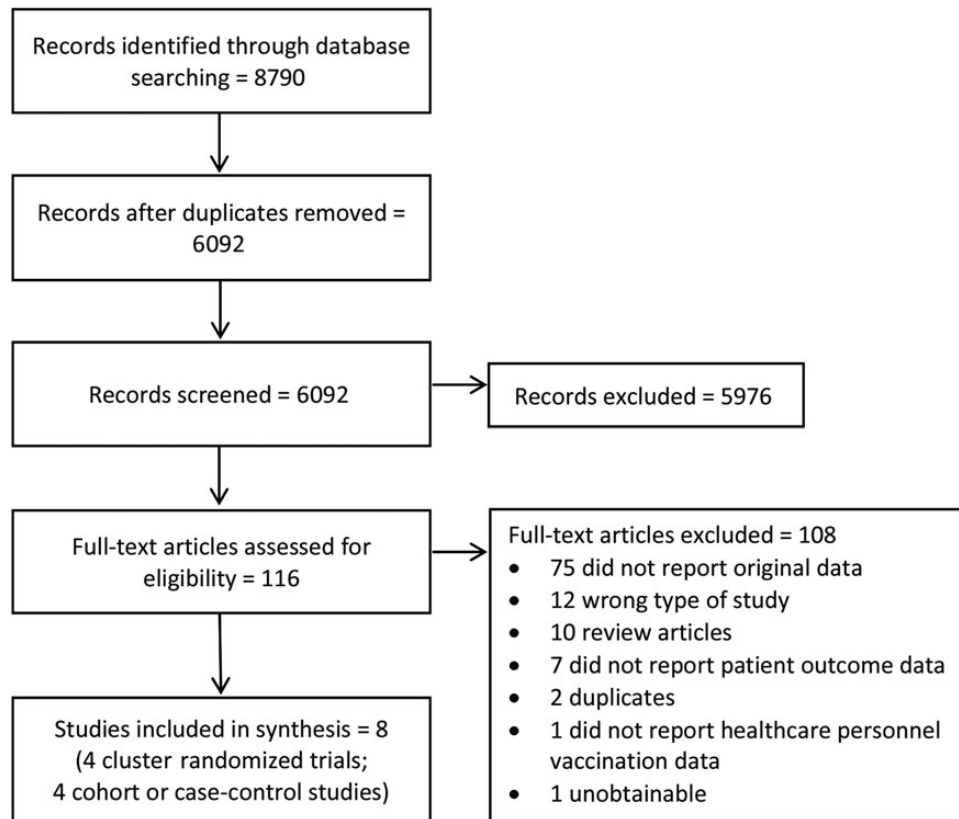 Records identified through database
searching = 8790
Records after duplicates removed =
6092
Records screened = 6092
Records excluded = 5976
Full-text articles assessed for
eligibility = 116
Full-text articles excluded = 108
• 75 did not report original data
• 12 wrong type of study
• 10 review articles
• 7 did not report patient outcome data
• 2 duplicates
• 1 did not report healthcare personnel
vaccination data
• 1 unobtainable
Studies included in synthesis = 8
(4 cluster randomized trials;
4 cohort or case-control studies)